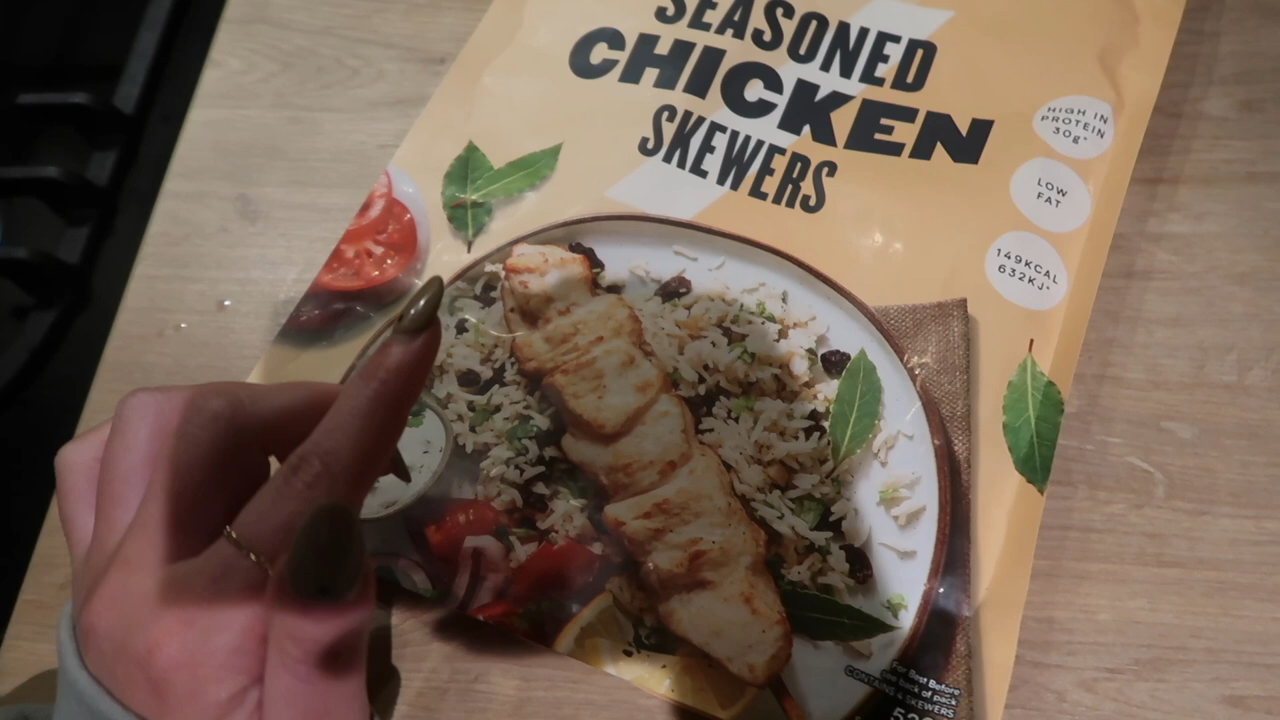 SEASONED
CHICKEN
SKEWERS
HIGH IN
PROTEIN
30g*
LOW
FAT
149KCAL
632KJ*
For Best Before
see back of pack
CONTAINS 4 SKEWERS